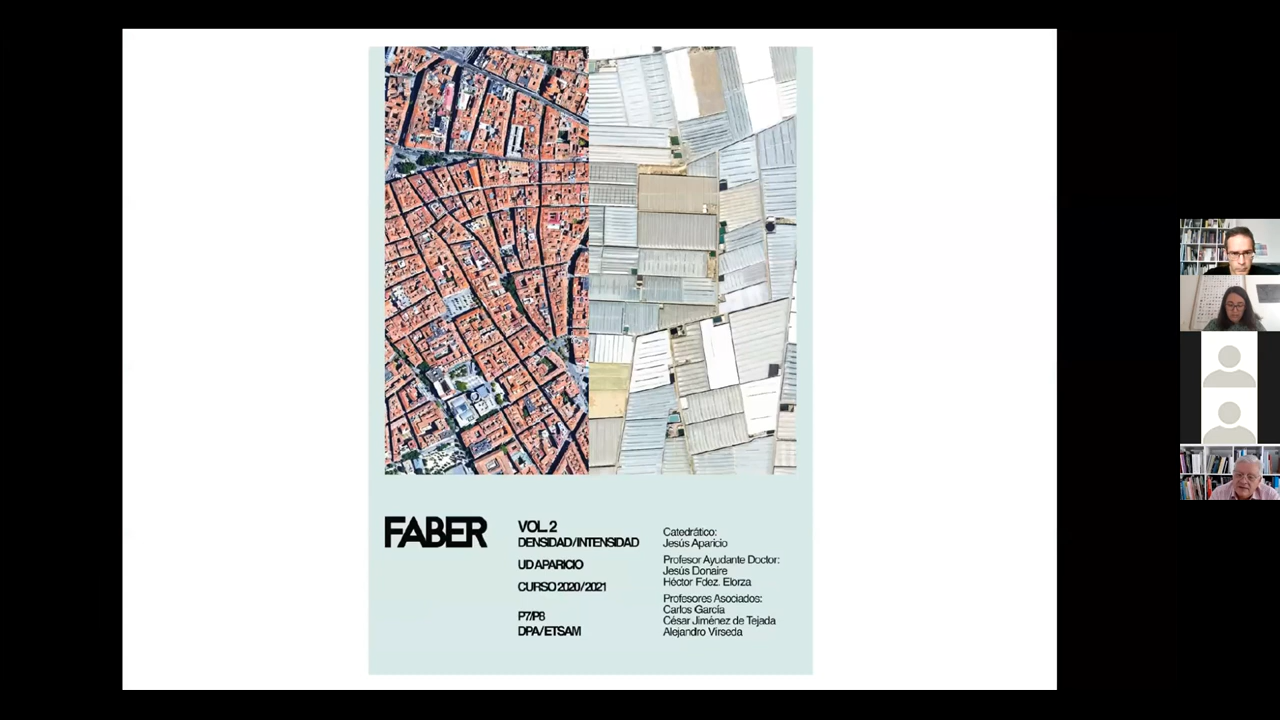 FABER
VOL. 2
DENSIDAD/INTENSIDAD
UD APARICIO
CURSO 2020/2021
P7/P8
DPA/ETSAM
Catedrático:
Jesús Aparicio
Profesor Ayudante Doctor:
Jesús Donaire
Héctor Fdez. Elorza
Profesores Asociados:
Carlos García
César Jiménez de Tejada
Alejandro Vírseda